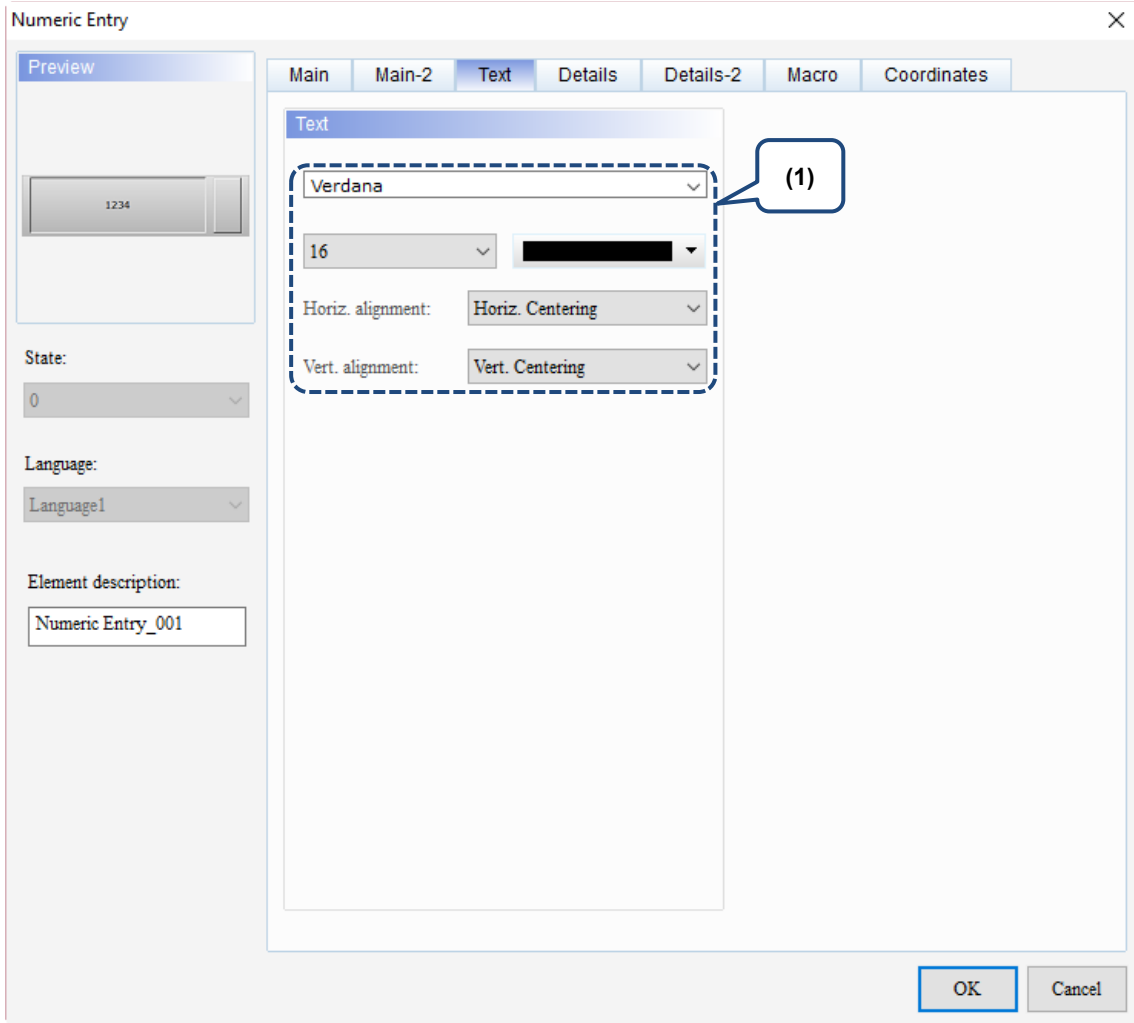 Numeric Entry
Preview
1234
State:
0
Language:
Language1
Element description:
Numeric Entry_001
Main Main-2 Text Details Details-2 Macro Coordinates
Text
Verdana
(1)
16
Horiz. alignment: Horiz. Centering
Vert. alignment: Vert. Centering
OK Cancel